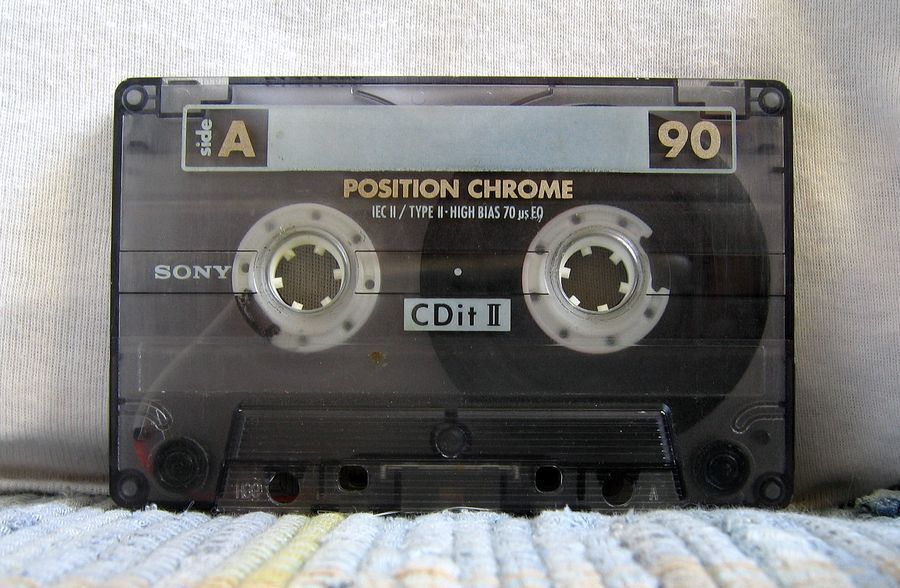 side A
90
POSITION CHROME
IEC II / TYPE II · HIGH BIAS 70 µs EQ
SONY
CDit II
A